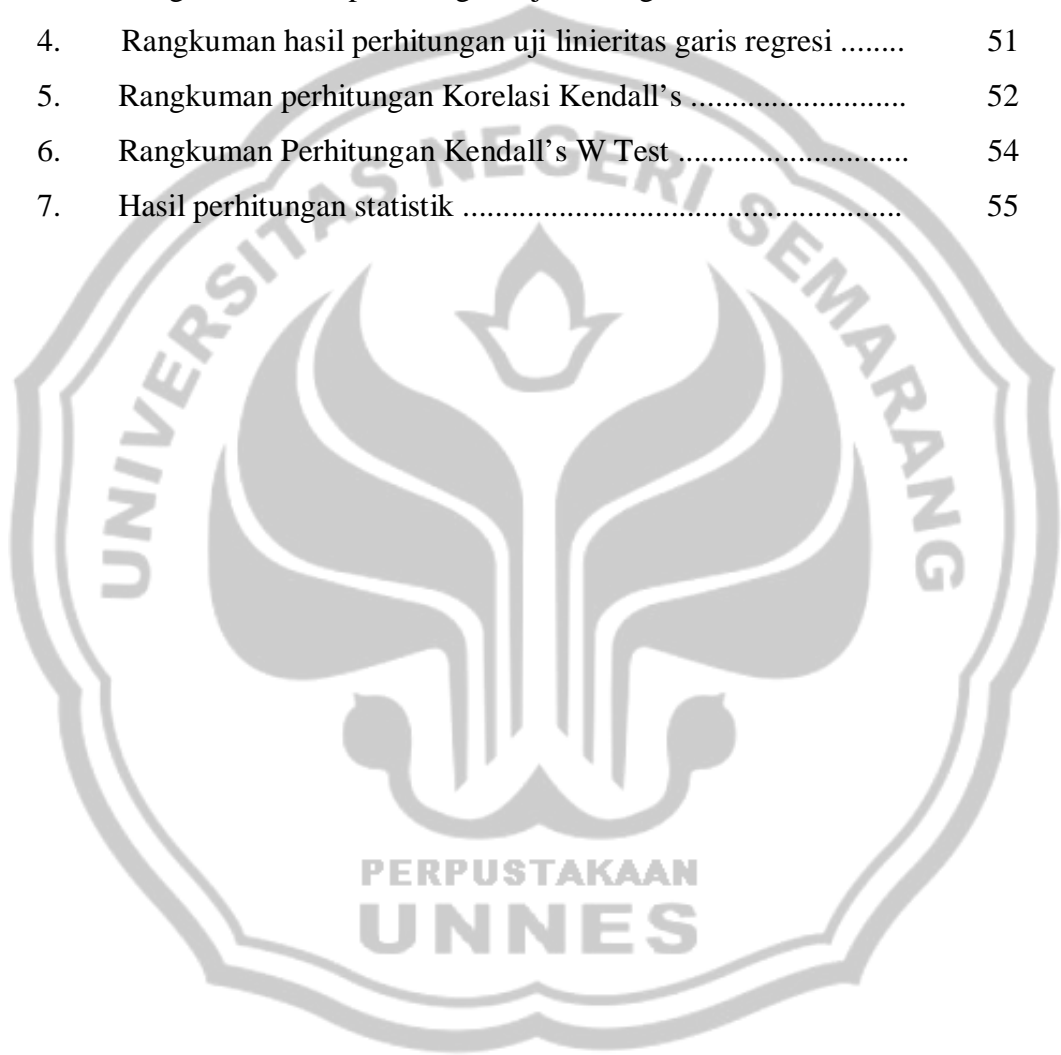 4. Rangkuman hasil perhitungan uji linieritas garis regresi ........ 51
5. Rangkuman perhitungan Korelasi Kendall’s ........................... 52
6. Rangkuman Perhitungan Kendall’s W Test ............................. 54
7. Hasil perhitungan statistik ....................................................... 55
UNIVERSITAS NEGERI SEMARANG
PERPUSTAKAAN
UNNES